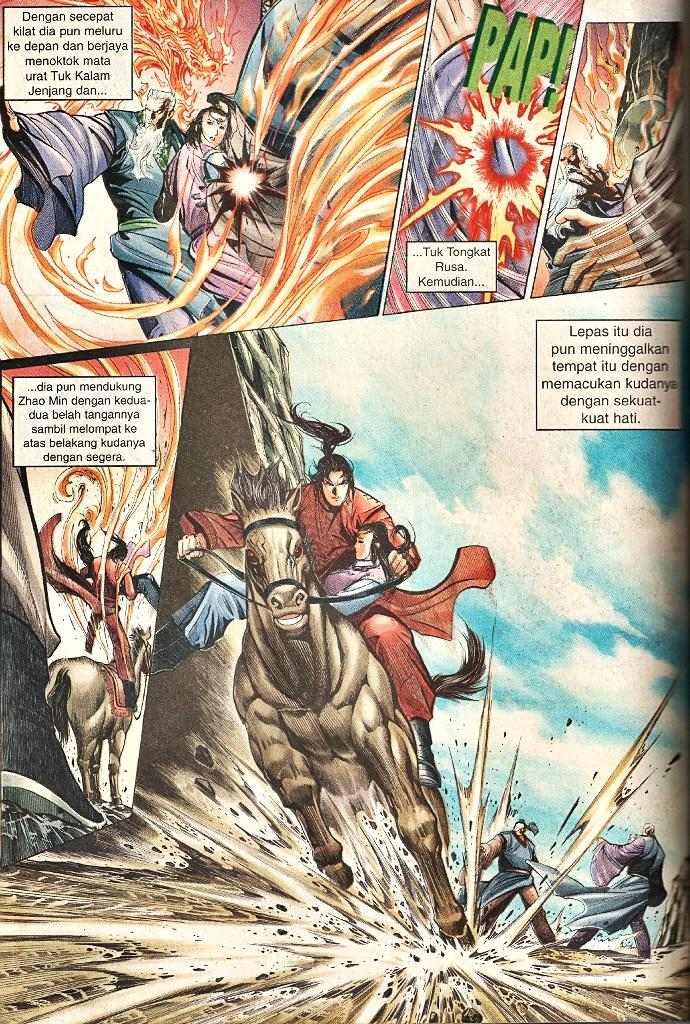 Dengan secepat
kilat dia pun meluru
ke depan dan berjaya
menoktok mata
urat Tuk Kalam
Jenjang dan...
PAP!
...Tuk Tongkat
Rusa.
Kemudian...
...dia pun mendukung
Zhao Min dengan kedua-
dua belah tangannya
sambil melompat ke
atas belakang kudanya
dengan segera.
Lepas itu dia
pun meninggalkan
tempat itu dengan
memacukan kudanya
dengan sekuat-
kuat hati.